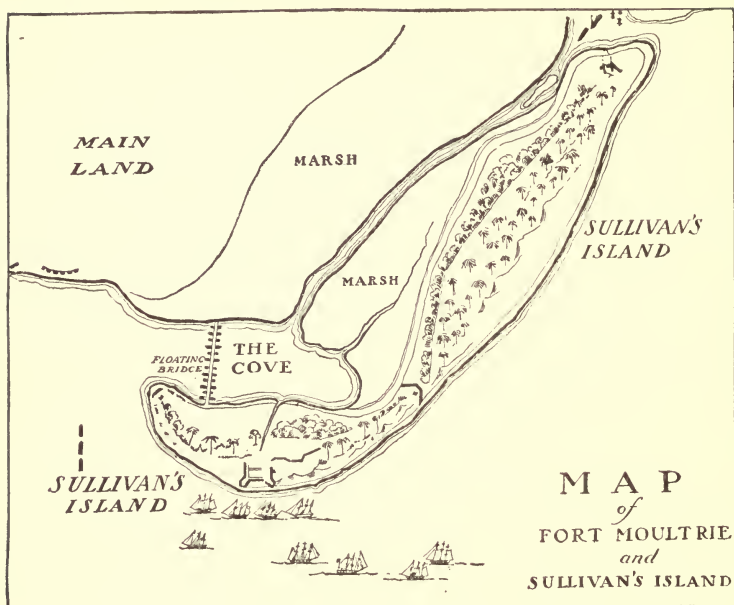 MAIN
LAND
MARSH
SULLIVAN'S
ISLAND
MARSH
FLOATING
BRIDGE
THE
COVE
SULLIVAN'S
ISLAND
MAP
of
FORT MOULTRIE
and
SULLIVAN'S ISLAND